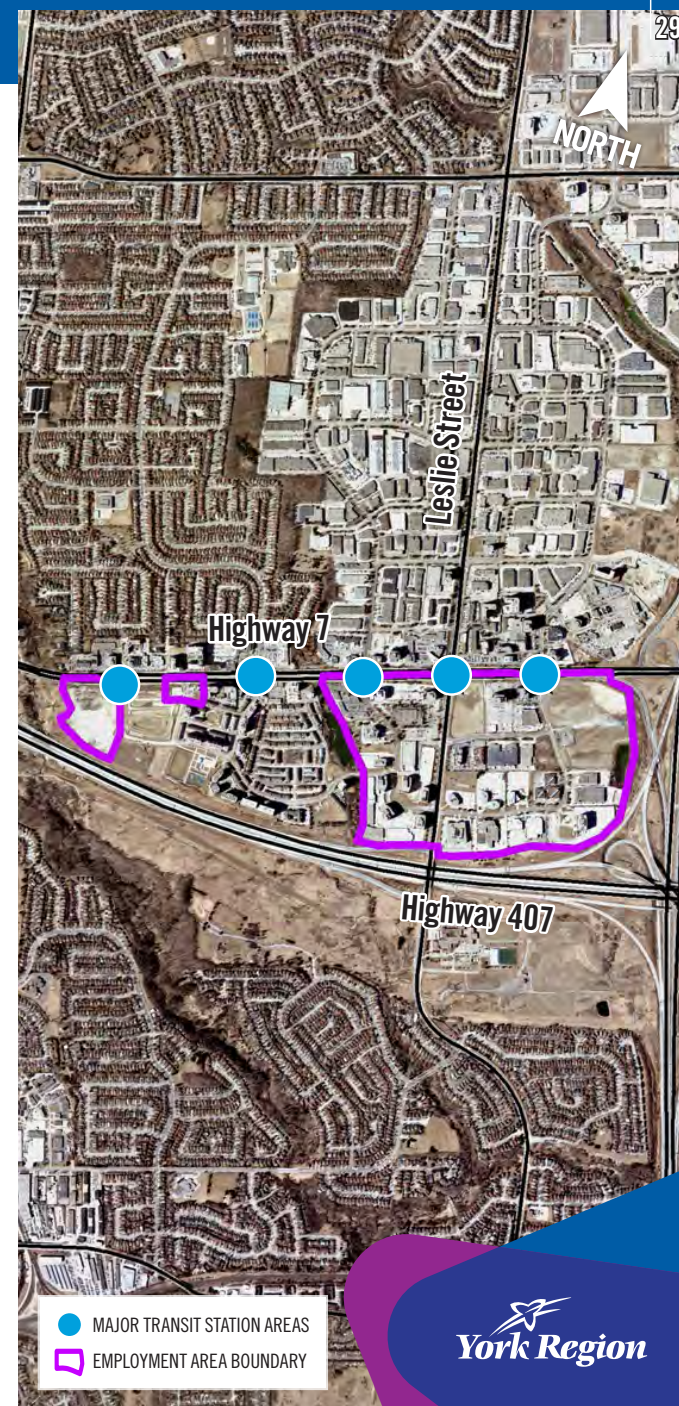 29
NORTH
Leslie Street
Highway 7
Highway 407
MAJOR TRANSIT STATION AREAS
EMPLOYMENT AREA BOUNDARY
York Region